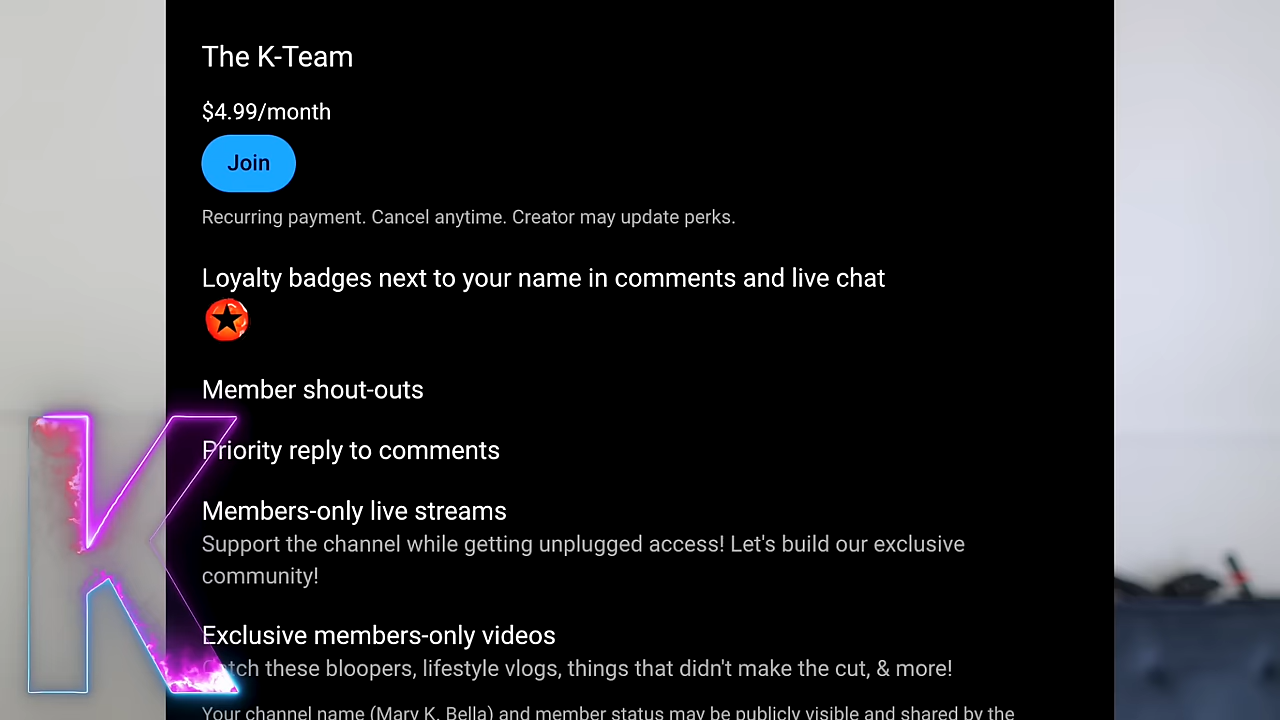 The K-Team
$4.99/month
Join
Recurring payment. Cancel anytime. Creator may update perks.
Loyalty badges next to your name in comments and live chat
Member shout-outs
Priority reply to comments
Members-only live streams
Support the channel while getting unplugged access! Let's build our exclusive
community!
K
Exclusive members-only videos
Catch these bloopers, lifestyle vlogs, things that didn't make the cut, & more!
Your channel name (Mary K. Bella) and member status may be publicly visible and shared by the